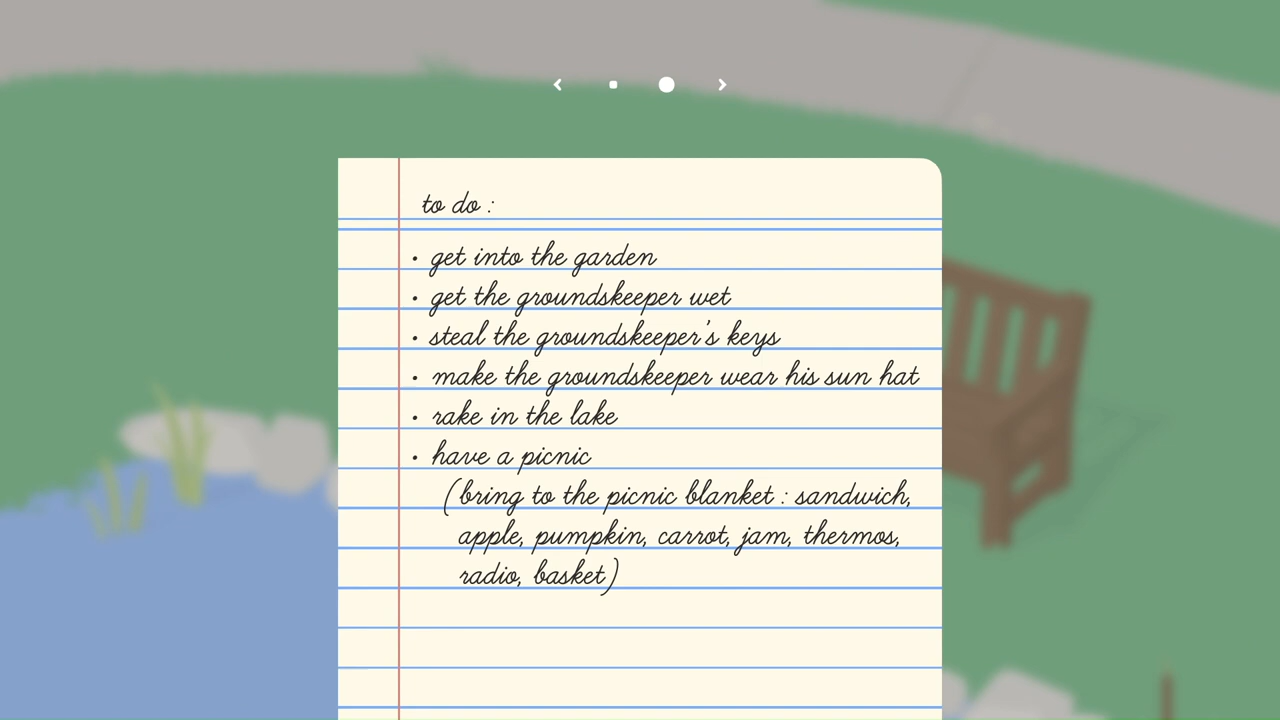 to do :
• get into the garden
• get the groundskeeper wet
• steal the groundskeeper's keys
• make the groundskeeper wear his sun hat
• rake in the lake
• have a picnic
(bring to the picnic blanket : sandwich,
apple, pumpkin, carrot, jam, thermos,
radio, basket)